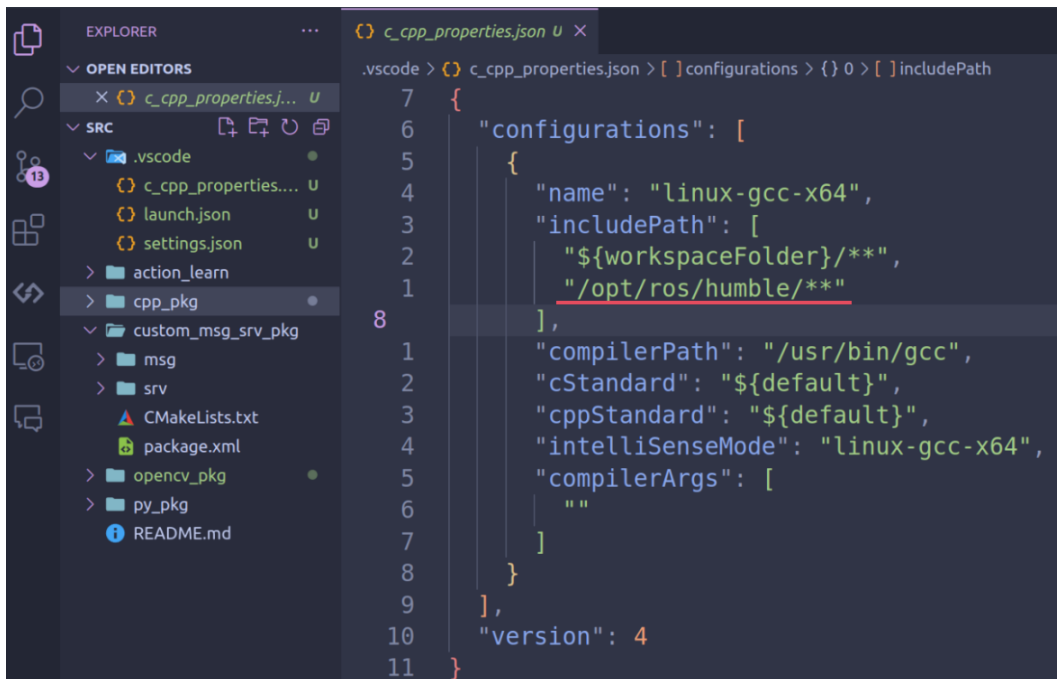 EXPLORER ...
OPEN EDITORS
c_cpp_properties.j... U
SRC
.vscode
c_cpp_properties.... U
launch.json U
settings.json U
action_learn
cpp_pkg
custom_msg_srv_pkg
msg
srv
CMakeLists.txt
package.xml
opencv_pkg
py_pkg
README.md
13
{} c_cpp_properties.json U ×
.vscode > {} c_cpp_properties.json > [ ] configurations > {} 0 > [ ] includePath
7 {
6 "configurations": [
5 {
4 "name": "linux-gcc-x64",
3 "includePath": [
2 "${workspaceFolder}/**",
1 "/opt/ros/humble/**"
8 ],
1 "compilerPath": "/usr/bin/gcc",
2 "cStandard": "${default}",
3 "cppStandard": "${default}",
4 "intelliSenseMode": "linux-gcc-x64",
5 "compilerArgs": [
6 ""
7 ]
8 }
9 ],
10 "version": 4
11 }